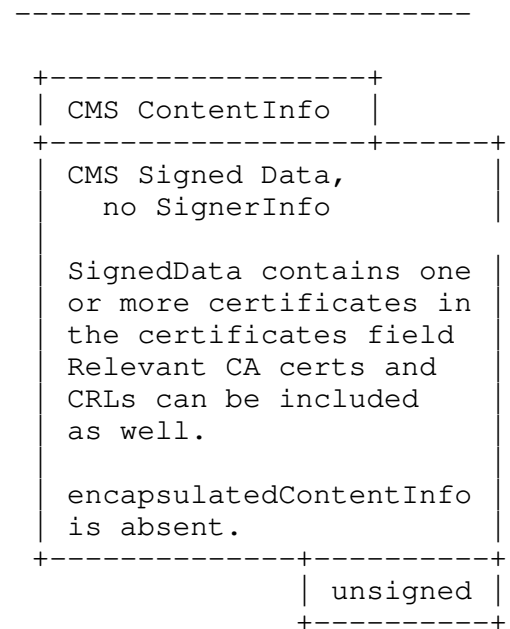 --------------------------
+------------------+
| CMS ContentInfo  |
+------------------+------+
| CMS Signed Data,        |
|   no SignerInfo         |
|
| SignedData contains one |
| or more certificates in |
| the certificates field  |
| Relevant CA certs and   |
| CRLs can be included    |
| as well.                |
|                         |
| encapsulatedContentInfo |
| is absent.              |
+--------------+----------+
               | unsigned |
               +----------+